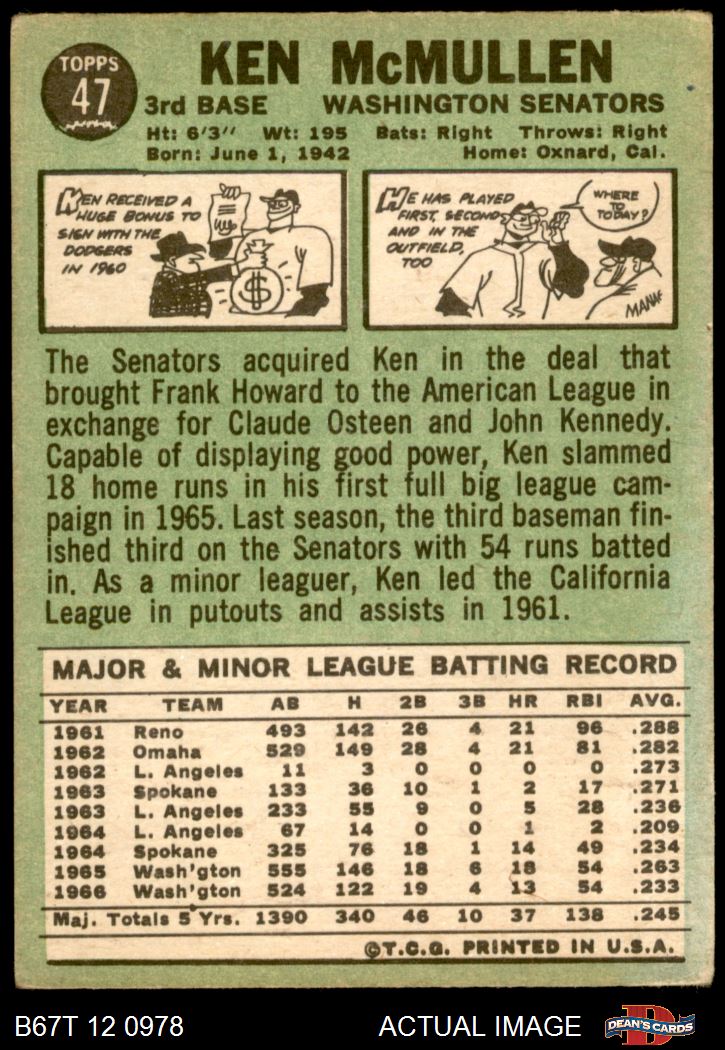 TOPPS
47
KEN McMULLEN
3rd BASE WASHINGTON SENATORS
Ht: 6'3" Wt: 195 Bats: Right Throws: Right
Born: June 1, 1942 Home: Oxnard, Cal.
KEN RECEIVED A
HUGE BONUS TO
SIGN WITH THE
DODGERS
IN 1960
$
HE HAS PLAYED
FIRST, SECOND
AND IN THE
OUTFIELD,
TOO
WHERE
TO
TODAY?
The Senators acquired Ken in the deal that
brought Frank Howard to the American League in
exchange for Claude Osteen and John Kennedy.
Capable of displaying good power, Ken slammed
18 home runs in his first full big league cam-
paign in 1965. Last season, the third baseman fin-
ished third on the Senators with 54 runs batted
in. As a minor leaguer, Ken led the California
League in putouts and assists in 1961.
MAJOR & MINOR LEAGUE BATTING RECORD
YEAR TEAM AB H 2B 3B HR RBI AVG.
1961 Reno 493 142 26 4 21 96 .288
1962 Omaha 529 149 28 4 21 81 .282
1962 L. Angeles 11 3 0 0 0 0 .273
1963 Spokane 133 36 10 1 2 17 .271
1963 L. Angeles 233 55 9 0 5 28 .236
1964 L. Angeles 67 14 0 0 1 2 .209
1964 Spokane 325 76 18 1 14 49 .234
1965 Wash'gton 555 146 18 6 18 54 .263
1966 Wash'gton 524 122 19 4 13 54 .233
Maj. Totals 5 Yrs. 1390 340 46 10 37 138 .245
©T.C.G. PRINTED IN U.S.A.
B67T 12 0978 ACTUAL IMAGE
DEAN'S CARDS